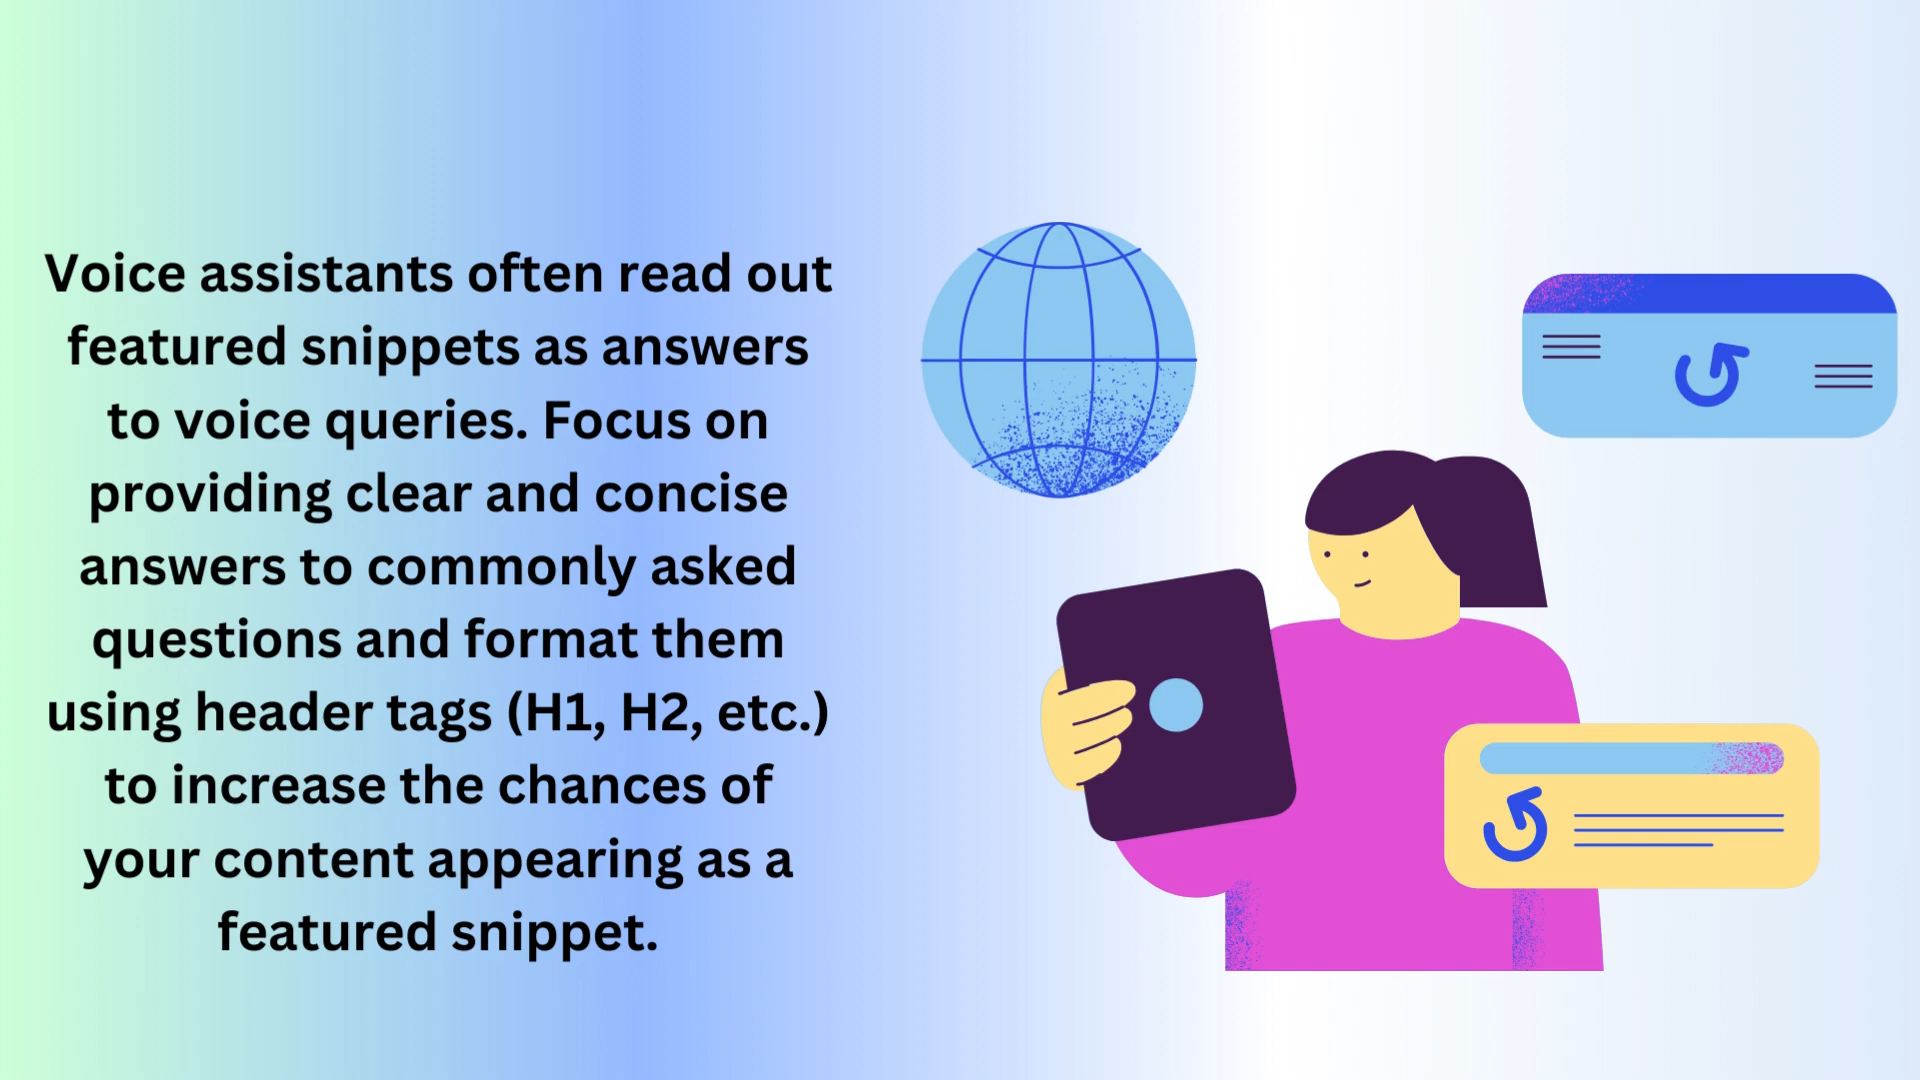 Voice assistants often read out
featured snippets as answers
to voice queries. Focus on
providing clear and concise
answers to commonly asked
questions and format them
using header tags (H1, H2, etc.)
to increase the chances of
your content appearing as a
featured snippet.